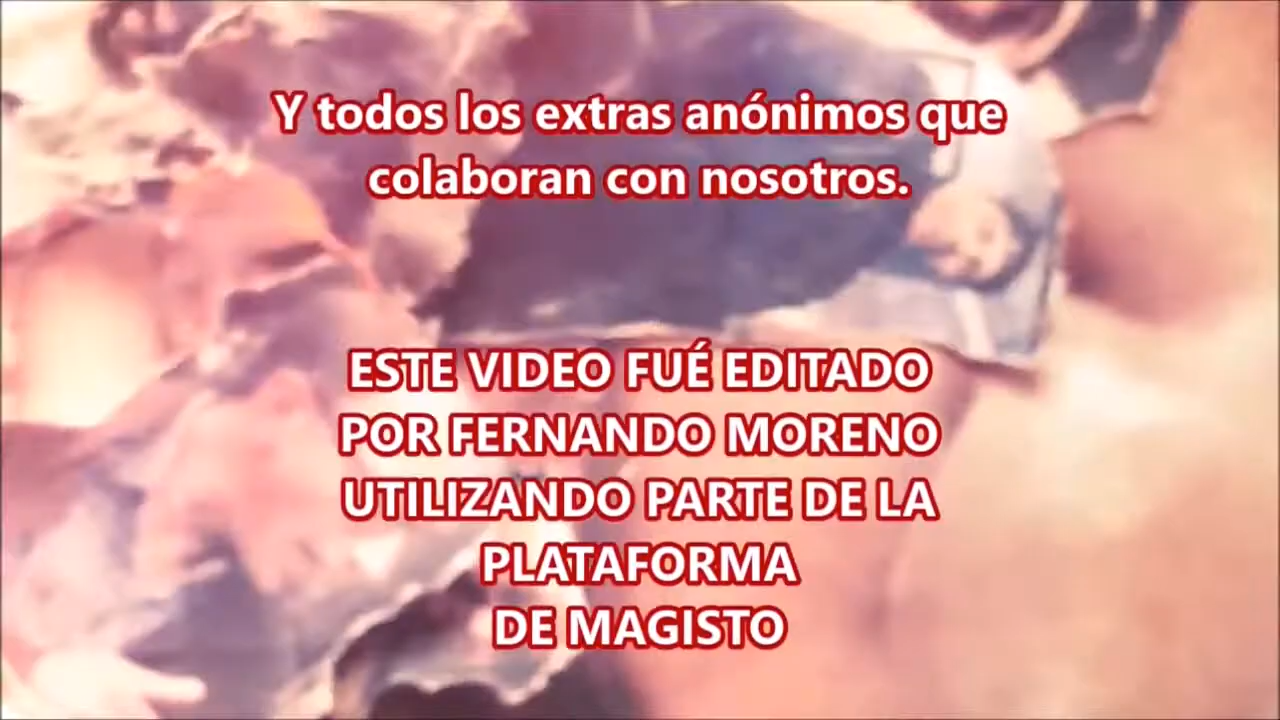 Y todos los extras anónimos que
colaboran con nosotros.
ESTE VIDEO FUÉ EDITADO
POR FERNANDO MORENO
UTILIZANDO PARTE DE LA
PLATAFORMA
DE MAGISTO